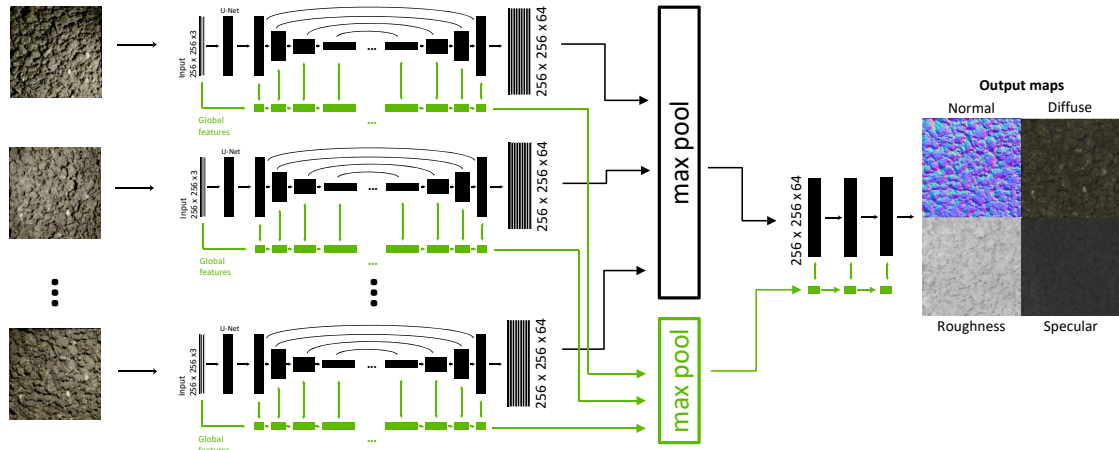 U-Net
Input
256 x 256 x3
Global
features
...
...
256 x 256 x 64
U-Net
Input
256 x 256 x3
Global
features
...
...
256 x 256 x 64
U-Net
Input
256 x 256 x3
Global
features
...
...
256 x 256 x 64
max pool
max pool
256 x 256 x 64
Output maps
Normal Diffuse
Roughness Specular